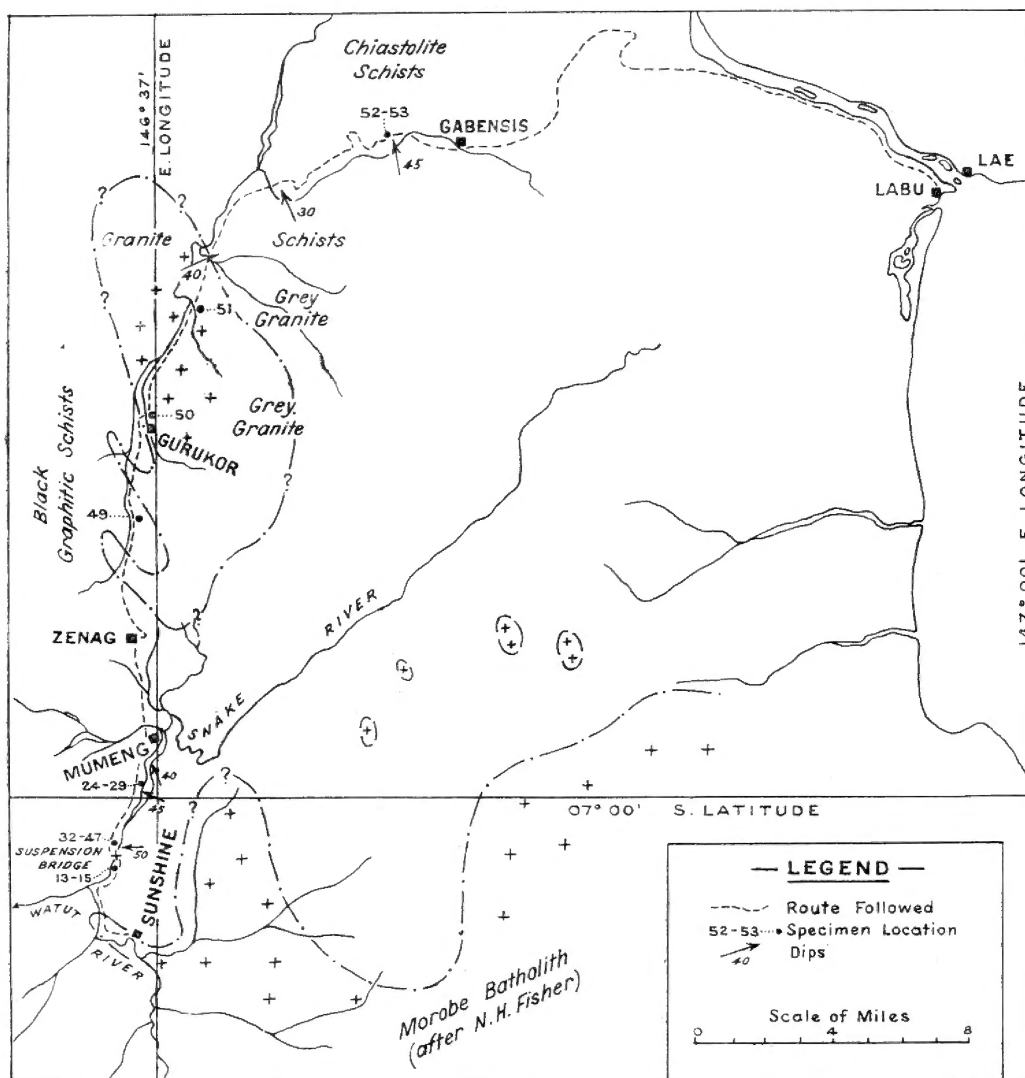 146° 37'
E. LONGITUDE
Chiastolite
Schists
52-53
GABENSIS
45
LAE
LABU
30
?
?
Granite
Schists
40
?
Grey
Granite
51
Grey
Granite
50
GURUKOR
?
Black
Graphitic Schists
49
?
ZENAG
SNAKE RIVER
MUMENG
40
24-29
45
?
?
07° 00' S. LATITUDE
147° 00' E. LONGITUDE
32-47
SUSPENSION
BRIDGE
50
13-15
SUNSHINE
WATUT
RIVER
Morobe Batholith
(after N.H. Fisher)
— LEGEND —
Route Followed
52-53 Specimen Location
40 Dips
Scale of Miles
0 4 8